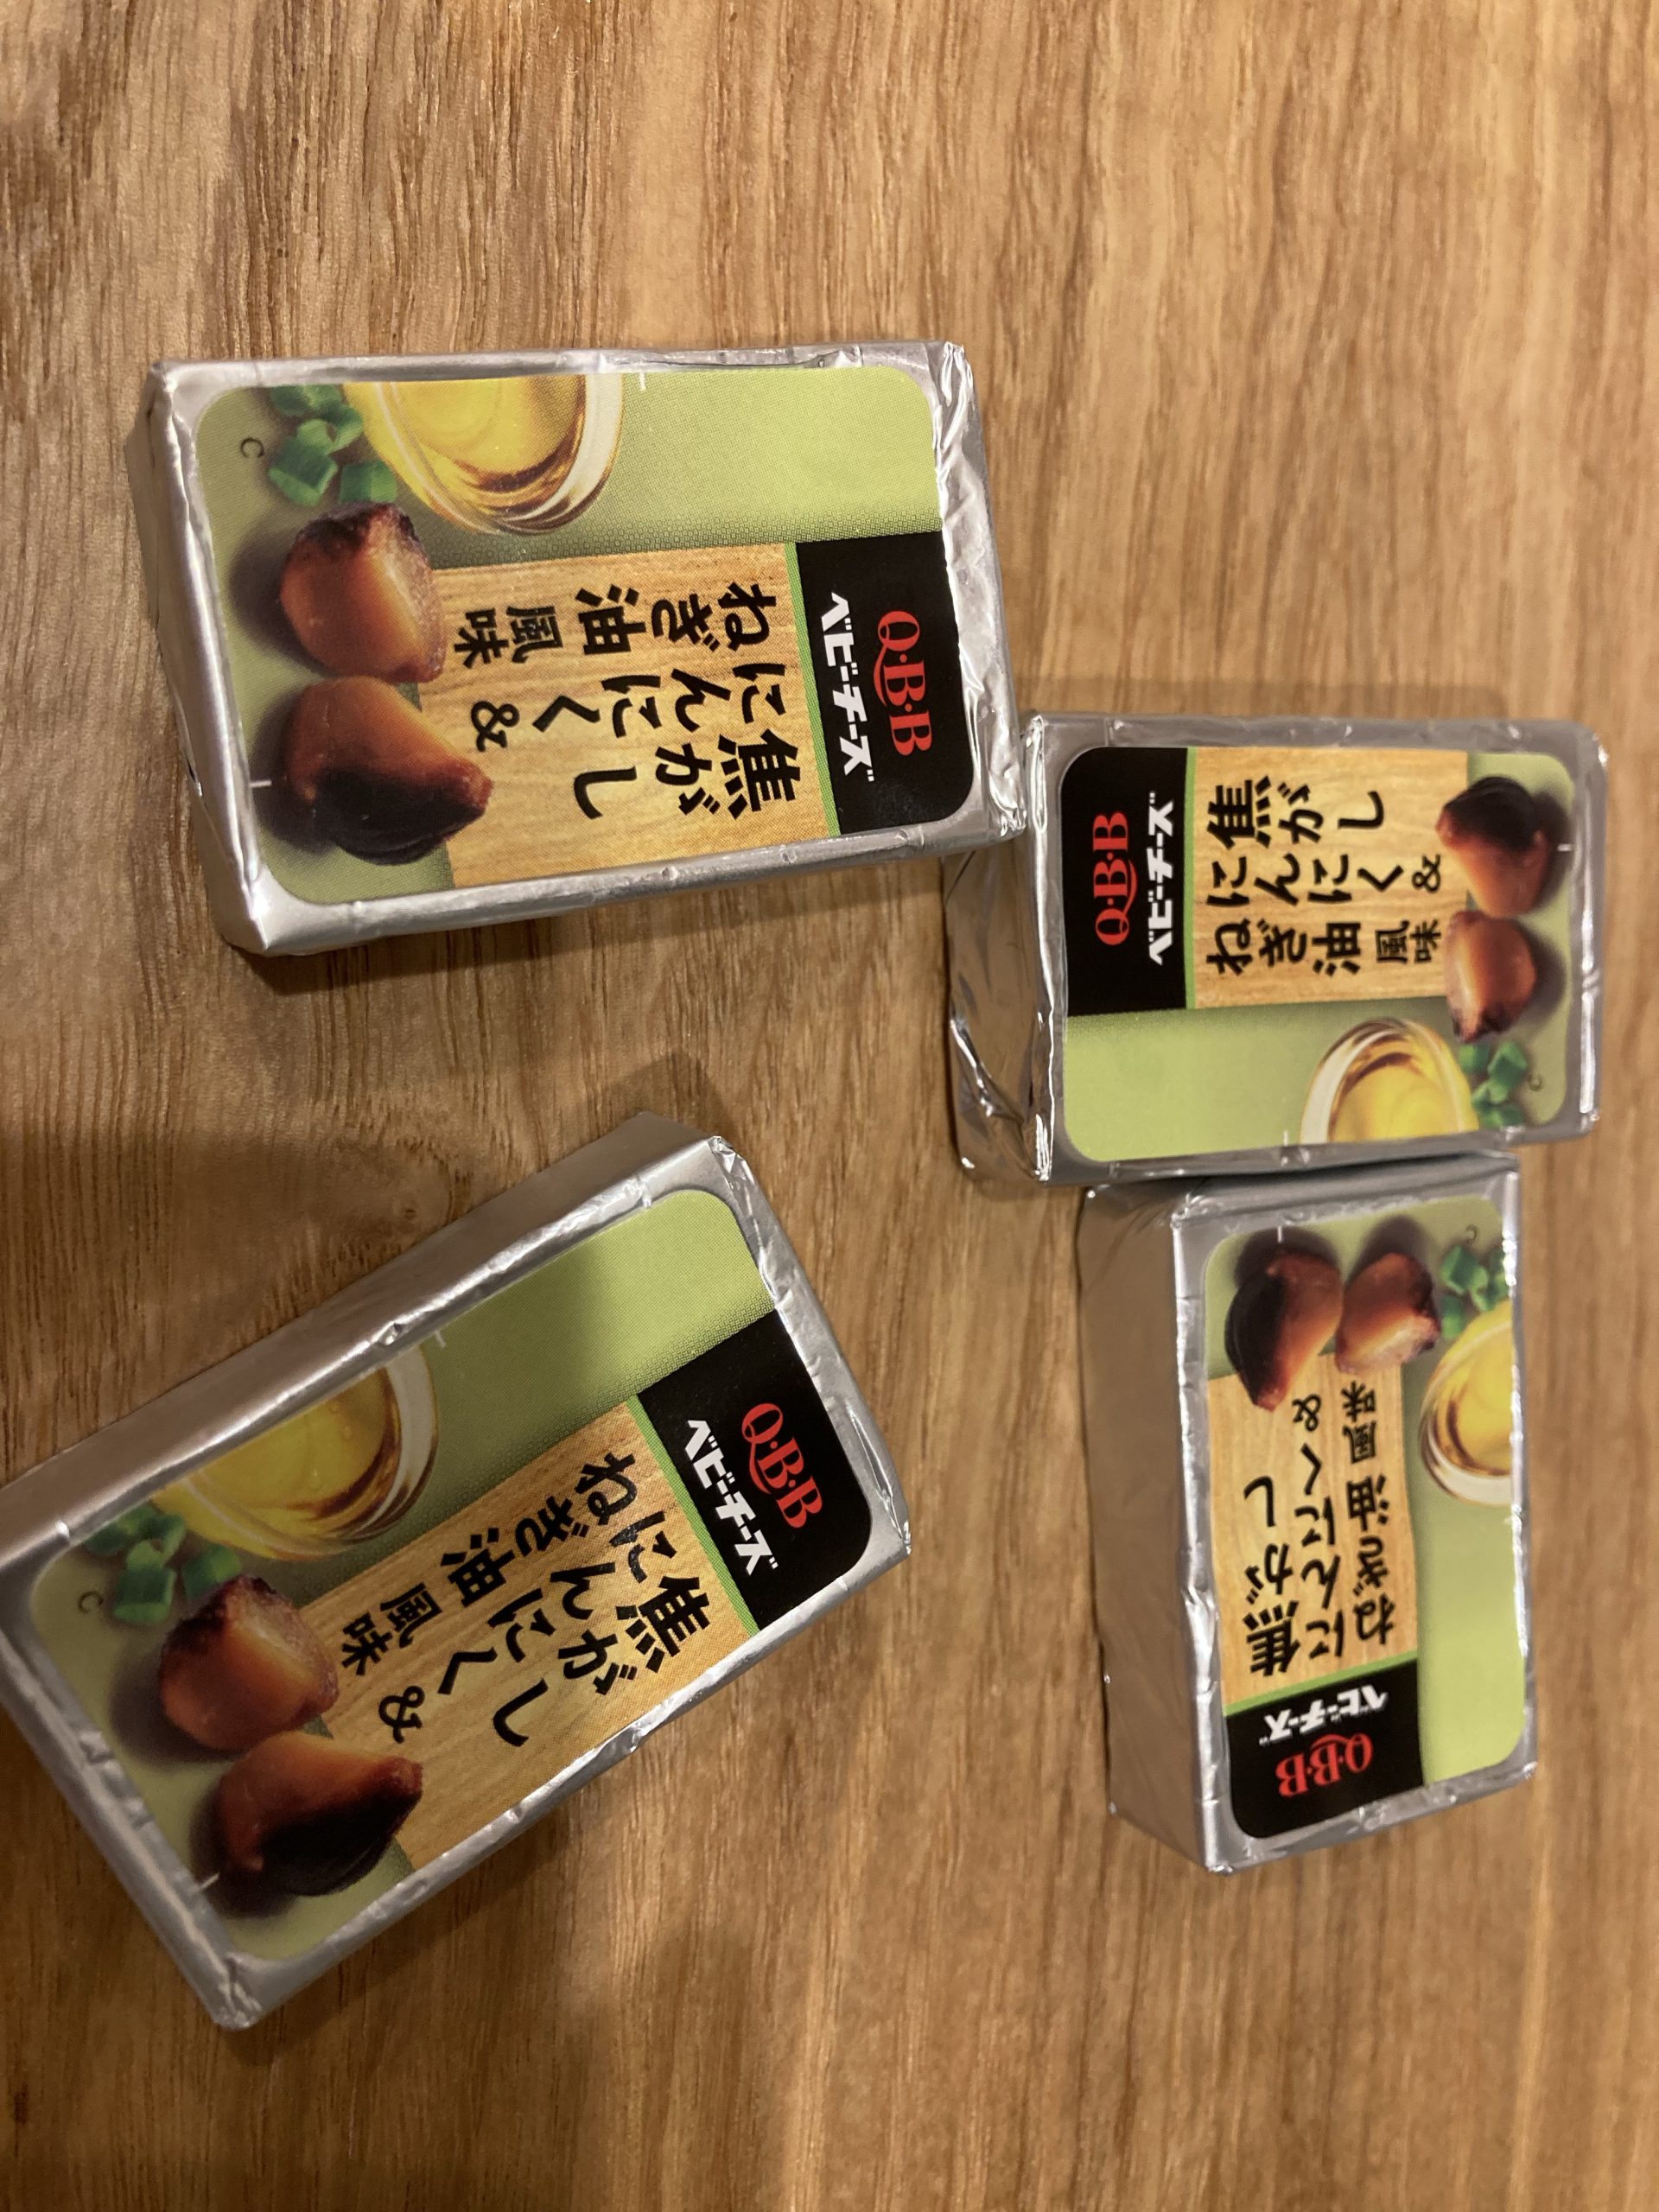 Q·B·B
ベビーチーズ
焦がし
にんにく&
ねぎ油風味
C
Q·B·B
ベビーチーズ
焦がし
にんにく&
ねぎ油風味
C
Q·B·B
ベビーチーズ
焦がし
にんにく&
ねぎ油風味
C
Q·B·B
ベビーチーズ
焦がし
にんにく&
ねぎ油風味
C